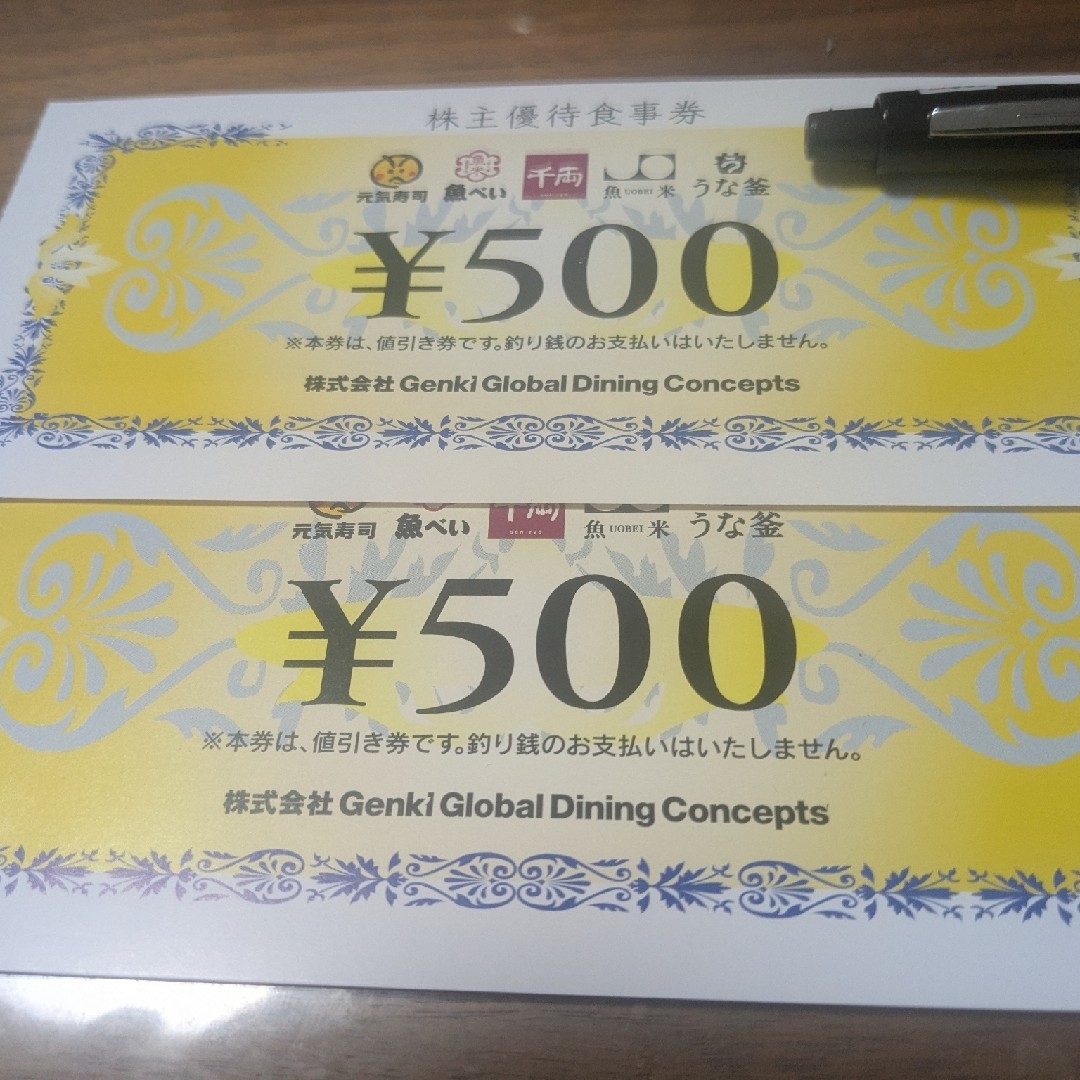 株主優待食事券
元気寿司 魚べい 千両 魚 UOBEI 米 うな釜
¥500
※本券は、値引き券です。釣り銭のお支払いはいたしません。
株式会社 Genki Global Dining Concepts
元気寿司 魚べい 千両 魚 UOBEI 米 うな釜
¥500
※本券は、値引き券です。釣り銭のお支払いはいたしません。
株式会社 Genki Global Dining Concepts